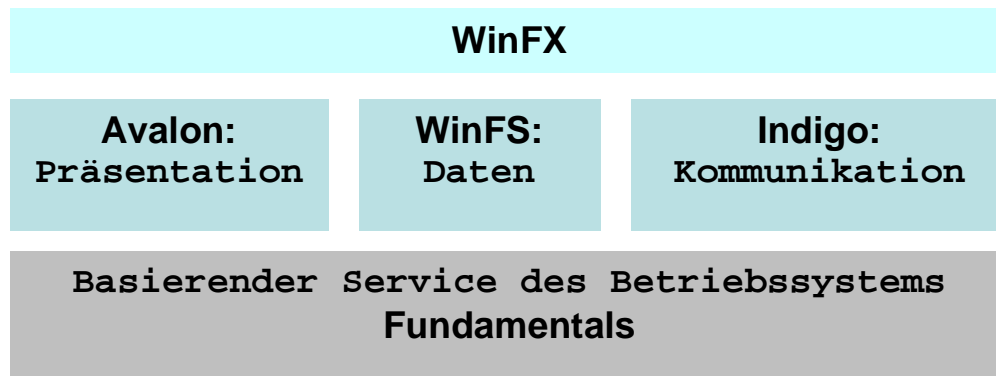 WinFX
Avalon:
Präsentation
WinFS:
Daten
Indigo:
Kommunikation
Basierender Service des Betriebssystems
Fundamentals